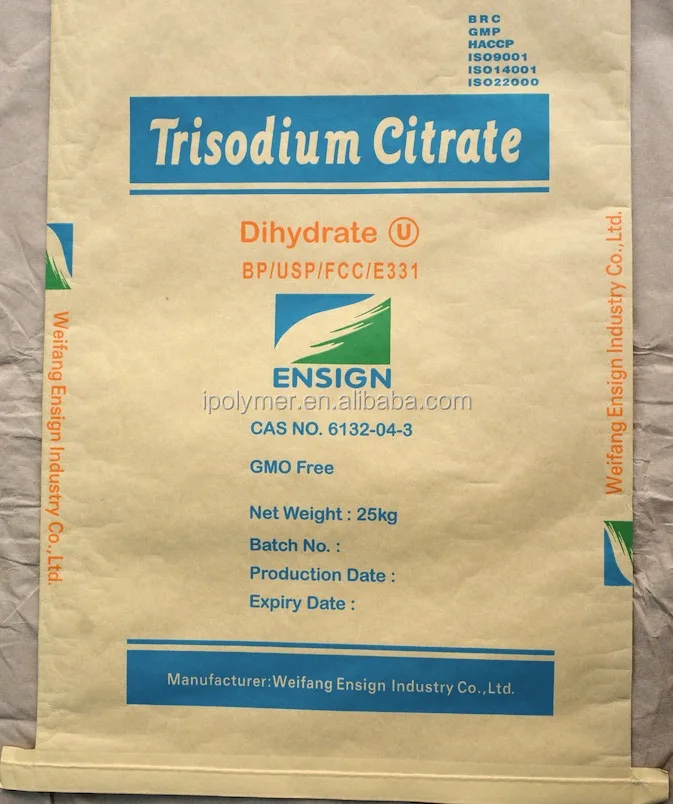 BRC
GMP
HACCP
ISO9001
ISO14001
ISO22000
Trisodium Citrate
Dihydrate U
BP/USP/FCC/E331
ENSIGN
ipolymer.en.alibaba.com
CAS NO. 6132-04-3
GMO Free
Net Weight : 25kg
Batch No. :
Production Date :
Expiry Date :
Manufacturer:Weifang Ensign Industry Co.,Ltd.
Weifang Ensign Industry Co.,Ltd.
Weifang Ensign Industry Co.,Ltd.